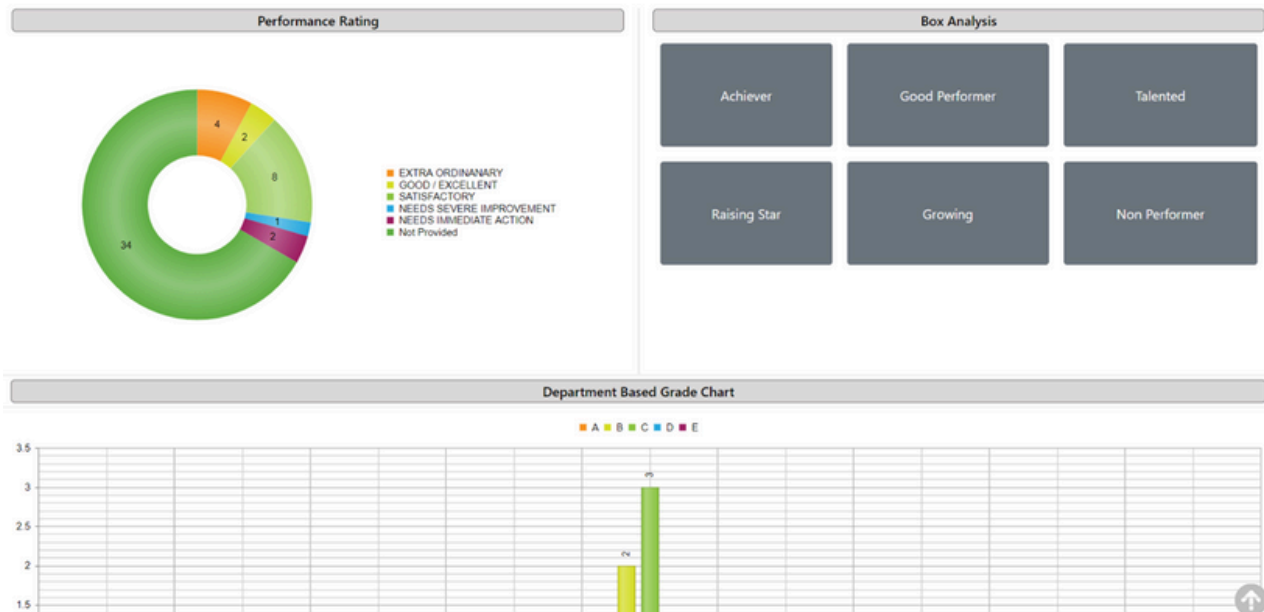 Performance Rating
4
2
8
1
2
34
EXTRA ORDINANARY
GOOD / EXCELLENT
SATISFACTORY
NEEDS SEVERE IMPROVEMENT
NEEDS IMMEDIATE ACTION
Not Provided
Box Analysis
Achiever
Good Performer
Talented
Raising Star
Growing
Non Performer
Department Based Grade Chart
A B C D E
3.5
3
2.5
2
1.5
2
3